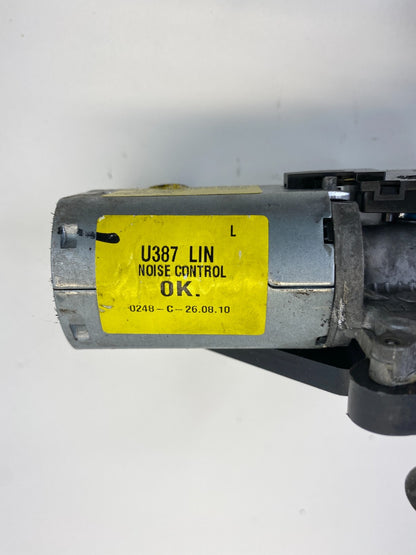 L
U387 LIN
NOISE CONTROL
OK.
0248-C-26.08.10